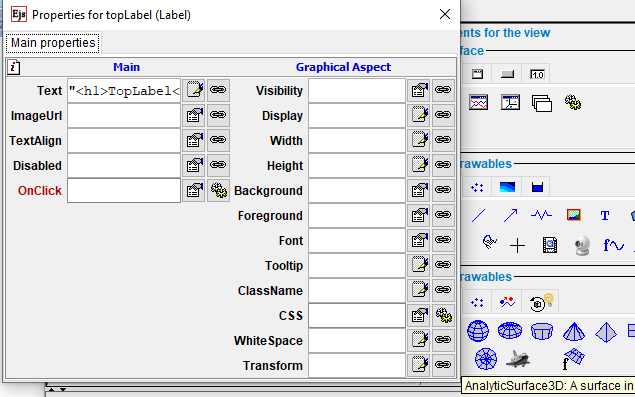 Ejs Properties for topLabel (Label)
Main properties
Main Graphical Aspect
Text "<h1>TopLabel< Visibility
ImageUrl Display
TextAlign Width
Disabled Height
OnClick Background
Foreground
Font
Tooltip
ClassName
CSS
WhiteSpace
Transform
nts for the view
rface
1.0
rawables
T
f
rawables
f
AnalyticSurface3D: A surface in